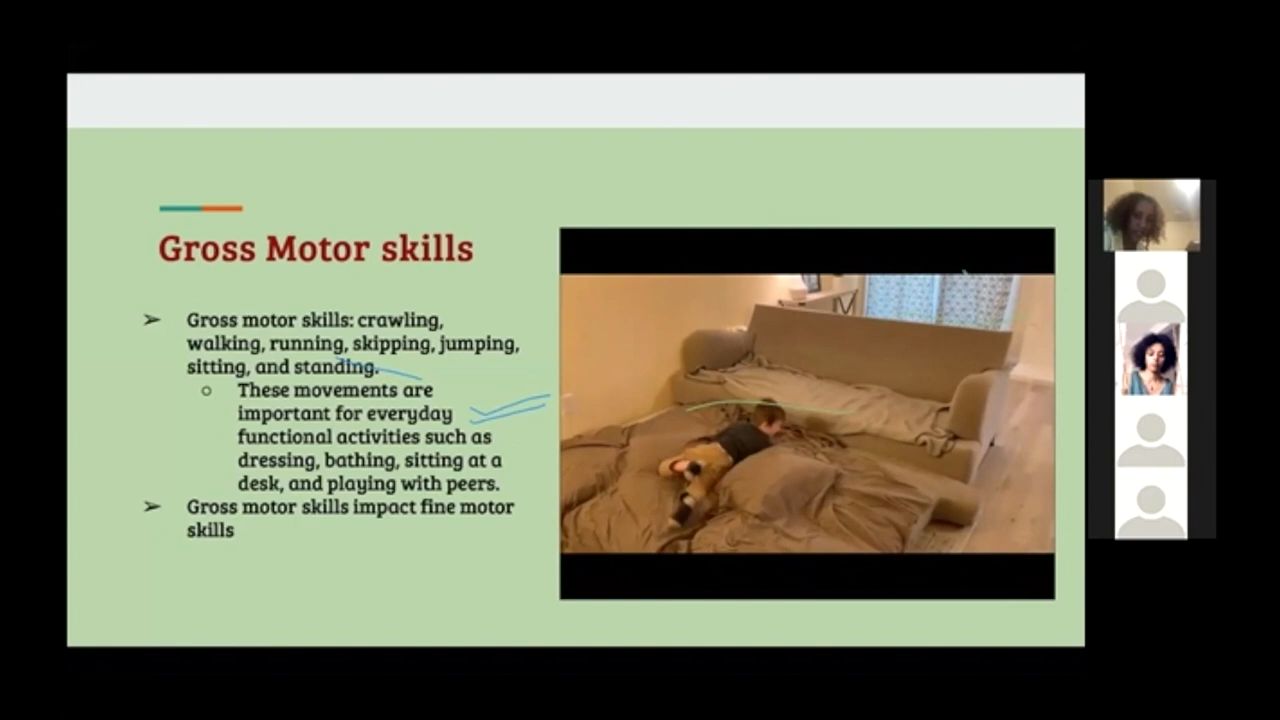 Gross Motor skills
Gross motor skills: crawling,
walking, running, skipping, jumping,
sitting, and standing.
These movements are
important for everyday
functional activities such as
dressing, bathing, sitting at a
desk, and playing with peers.
Gross motor skills impact fine motor
skills